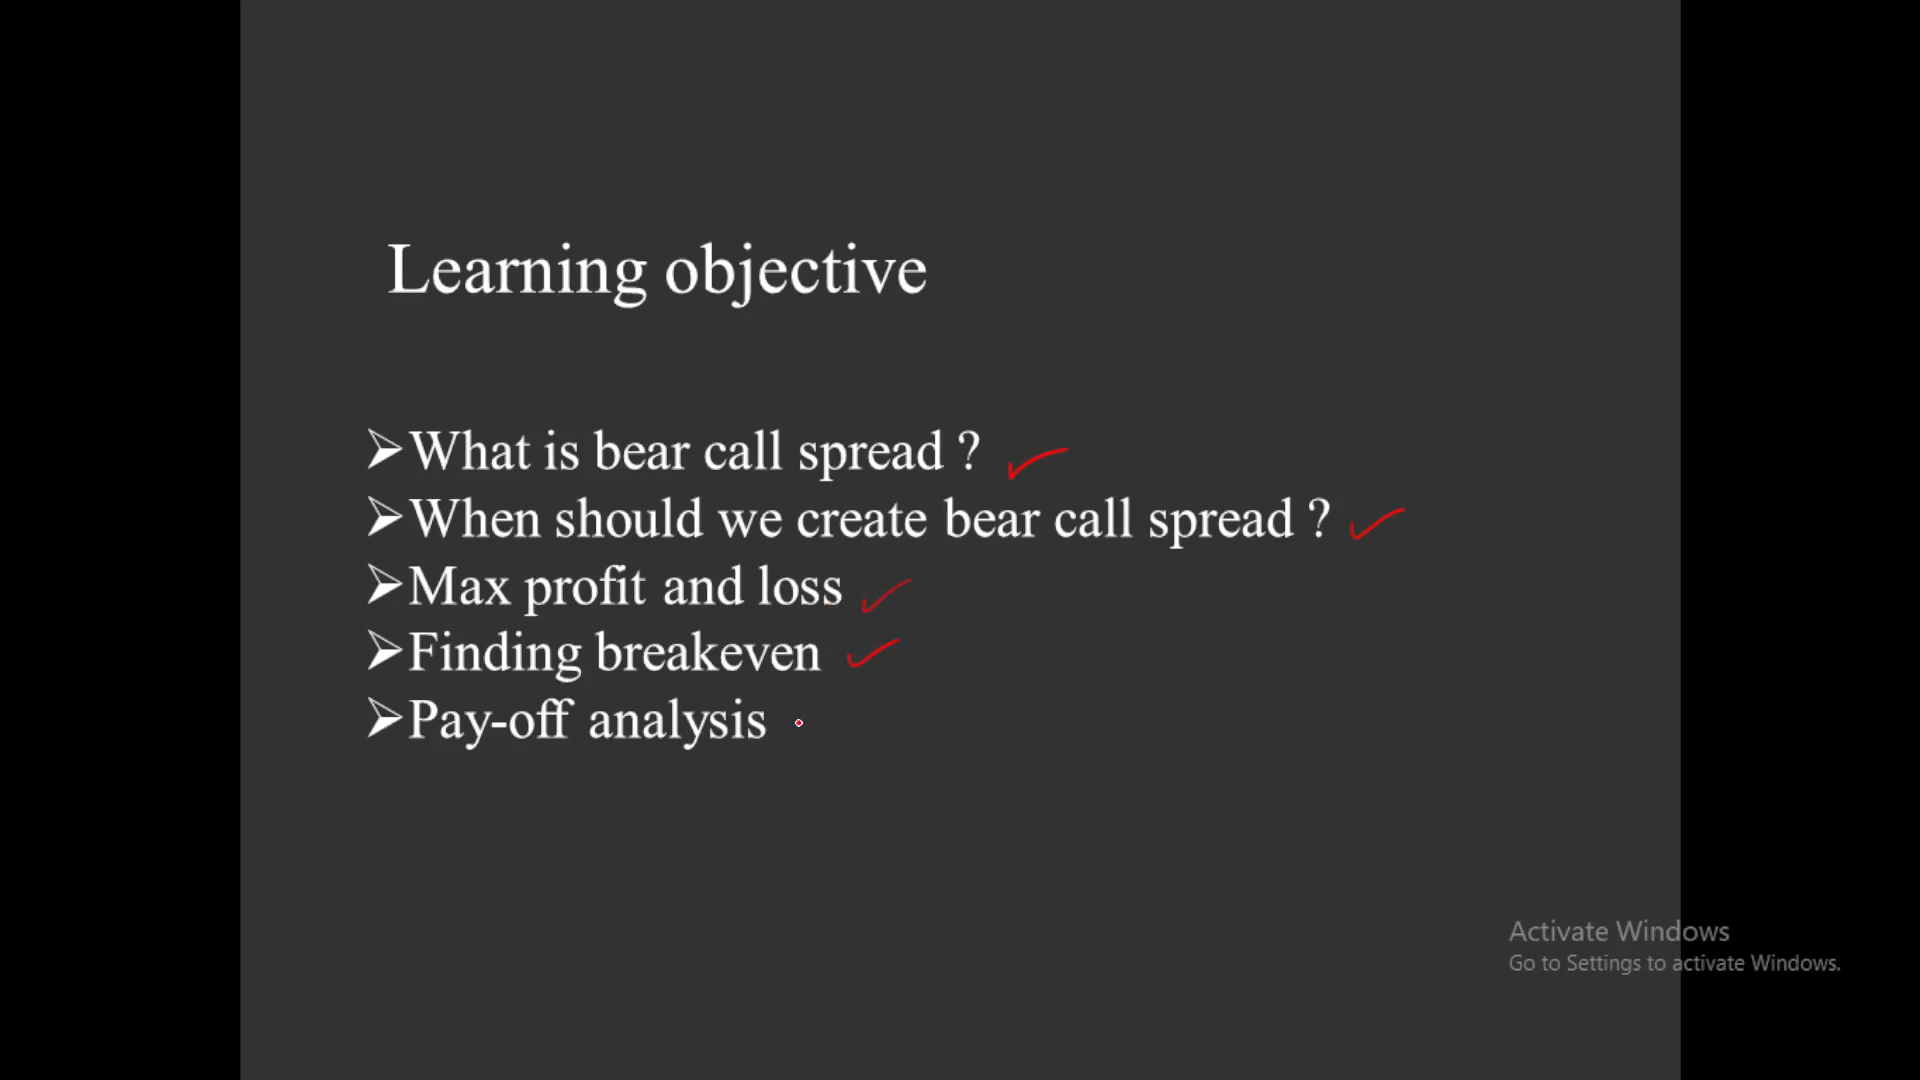 Learning objective
➢What is bear call spread ?
➢When should we create bear call spread ?
➢Max profit and loss
➢Finding breakeven
➢Pay-off analysis
Activate Windows
Go to Settings to activate Windows.